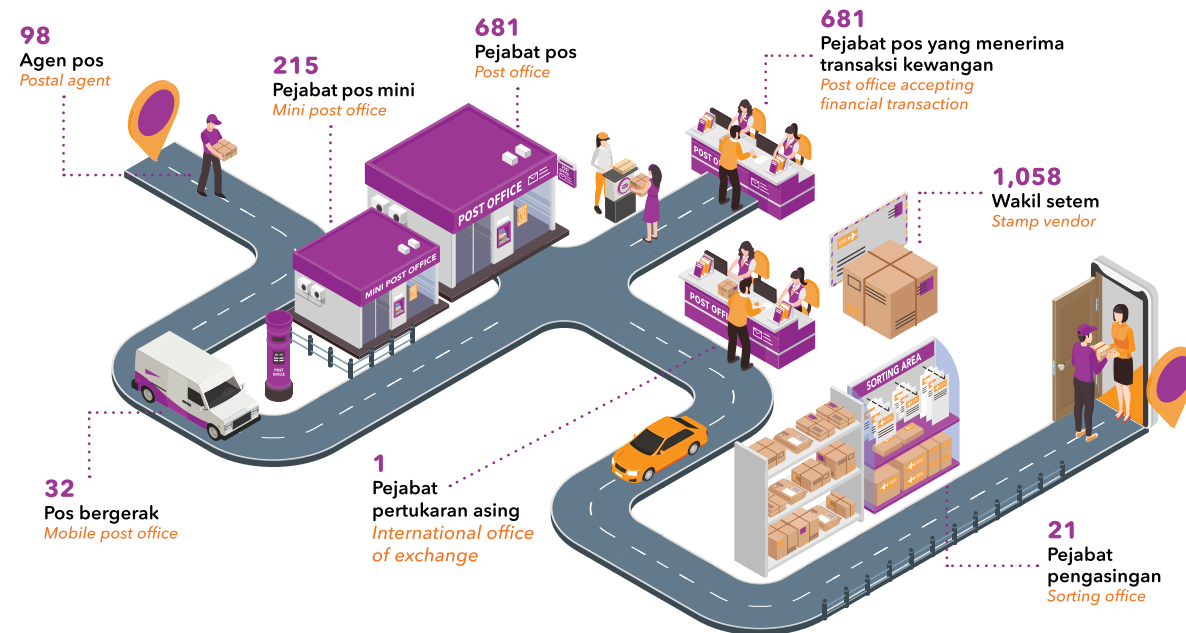 98
Agen pos
Postal agent
215
Pejabat pos mini
Mini post office
681
Pejabat pos
Post office
681
Pejabat pos yang menerima
transaksi kewangan
Post office accepting
financial transaction
1,058
Wakil setem
Stamp vendor
POST OFFICE
MINI POST OFFICE
POST
OFFICE
POST OFFI
SORTING AREA
32
Pos bergerak
Mobile post office
1
Pejabat
pertukaran asing
International office
of exchange
21
Pejabat
pengasingan
Sorting office